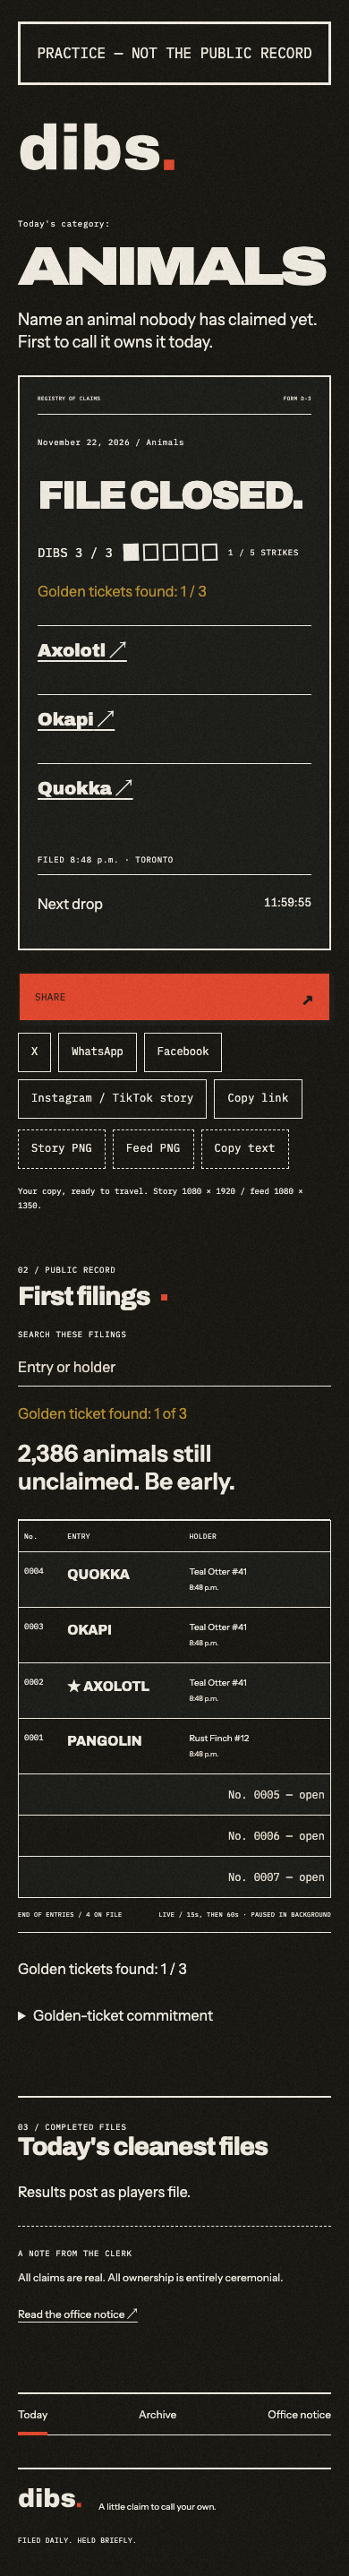 PRACTICE — NOT THE PUBLIC RECORD
dibs.
Today's category:
ANIMALS
Name an animal nobody has claimed yet.
First to call it owns it today.
REGISTRY OF CLAIMS
FORM D-3
November 22, 2026 / Animals
FILE CLOSED.
DIBS 3 / 3
1 / 5 STRIKES
Golden tickets found: 1 / 3
Axolotl ↗
Okapi ↗
Quokka ↗
FILED 8:48 p.m. · TORONTO
Next drop
11:59:55
SHARE ↗
X
WhatsApp
Facebook
Instagram / TikTok story
Copy link
Story PNG
Feed PNG
Copy text
Your copy, ready to travel. Story 1080 × 1920 / feed 1080 ×
1350.
02 / PUBLIC RECORD
First filings
SEARCH THESE FILINGS
Entry or holder
Golden ticket found: 1 of 3
2,386 animals still
unclaimed. Be early.
No. ENTRY HOLDER
0004 QUOKKA Teal Otter #41
8:48 p.m.
0003 OKAPI Teal Otter #41
8:48 p.m.
0002 ★ AXOLOTL Teal Otter #41
8:48 p.m.
0001 PANGOLIN Rust Finch #12
8:48 p.m.
No. 0005 — open
No. 0006 — open
No. 0007 — open
END OF ENTRIES / 4 ON FILE
LIVE / 15s, THEN 60s · PAUSED IN BACKGROUND
Golden tickets found: 1 / 3
▶ Golden-ticket commitment
03 / COMPLETED FILES
Today's cleanest files
Results post as players file.
A NOTE FROM THE CLERK
All claims are real. All ownership is entirely ceremonial.
Read the office notice ↗
Today
Archive
Office notice
dibs.
A little claim to call your own.
FILED DAILY. HELD BRIEFLY.